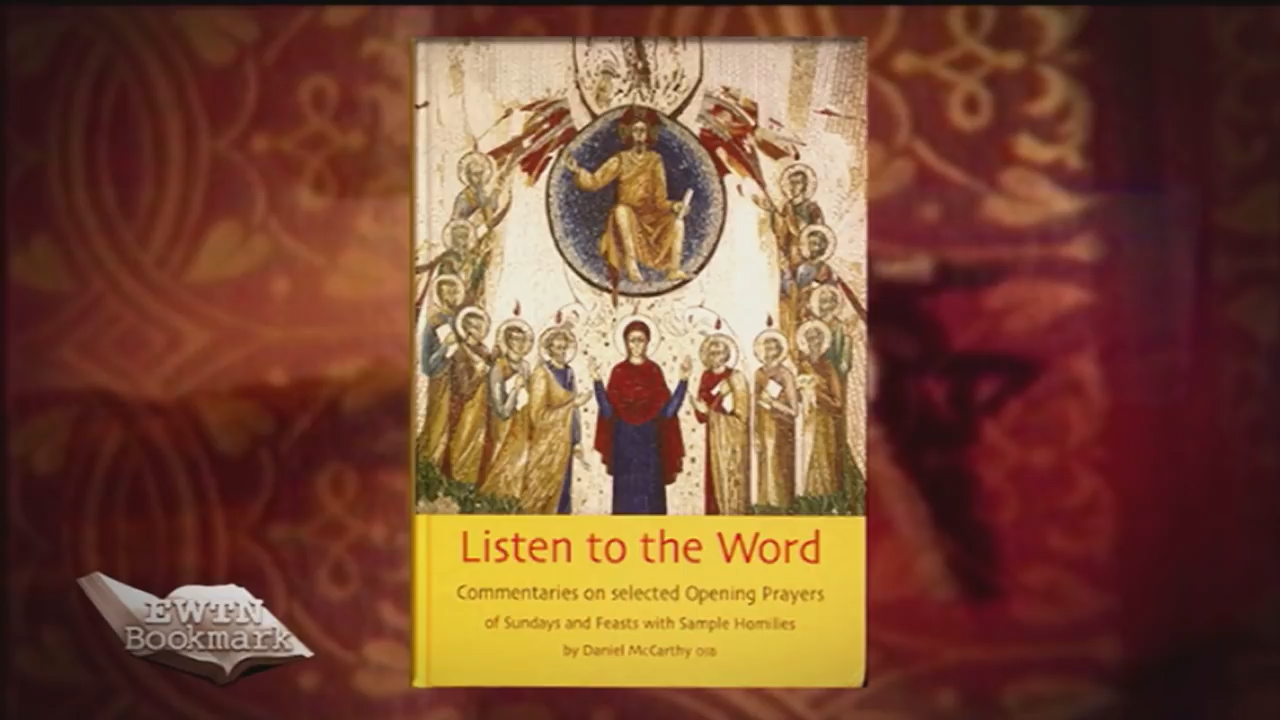 Listen to the Word
Commentaries on selected Opening Prayers
of Sundays and Feasts with Sample Homilies
by Daniel McCarthy OSB
EWTN
Bookmark